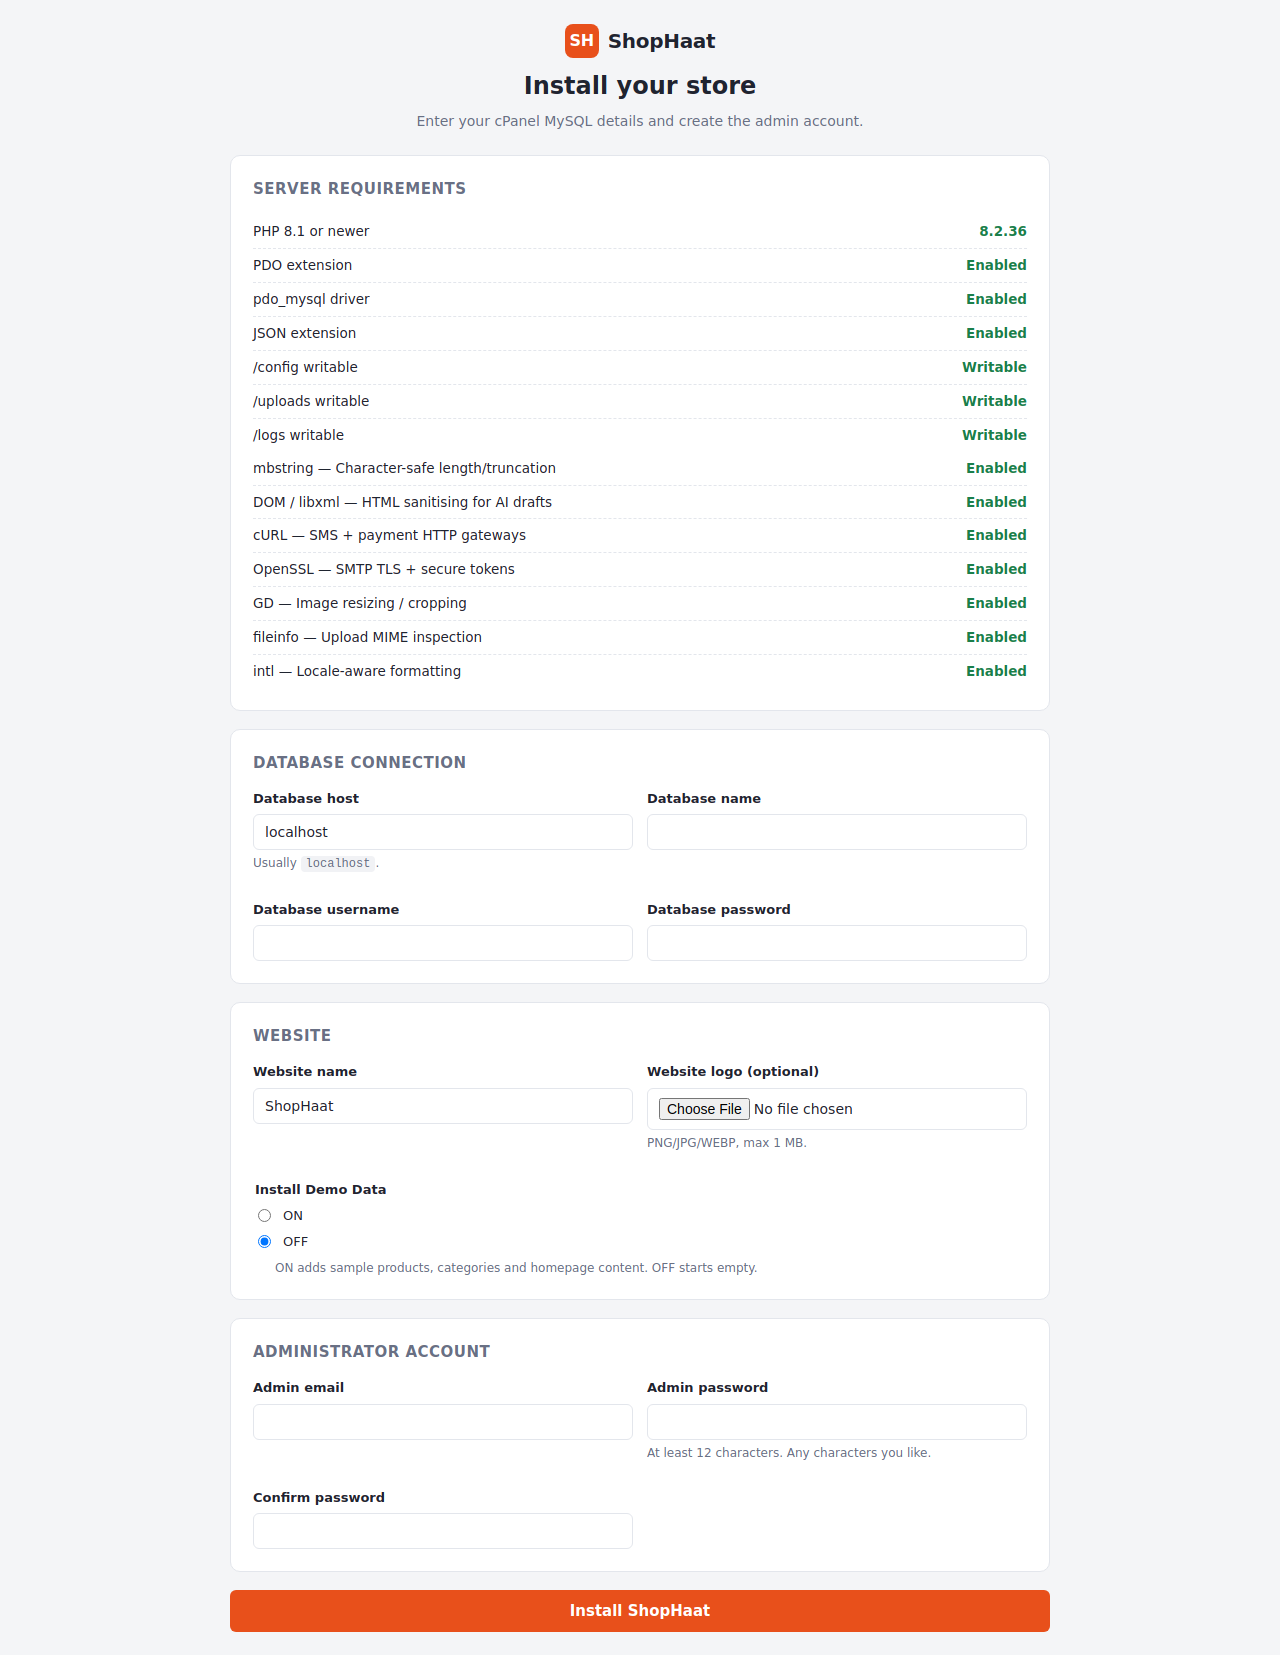 SH ShopHaat
Install your store
Enter your cPanel MySQL details and create the admin account.
SERVER REQUIREMENTS
PHP 8.1 or newer 8.2.36
PDO extension Enabled
pdo_mysql driver Enabled
JSON extension Enabled
/config writable Writable
/uploads writable Writable
/logs writable Writable
mbstring — Character-safe length/truncation Enabled
DOM / libxml — HTML sanitising for AI drafts Enabled
cURL — SMS + payment HTTP gateways Enabled
OpenSSL — SMTP TLS + secure tokens Enabled
GD — Image resizing / cropping Enabled
fileinfo — Upload MIME inspection Enabled
intl — Locale-aware formatting Enabled
DATABASE CONNECTION
Database host Database name
localhost
Usually localhost.
Database username Database password
WEBSITE
Website name Website logo (optional)
ShopHaat Choose File No file chosen
PNG/JPG/WEBP, max 1 MB.
Install Demo Data
ON
OFF
ON adds sample products, categories and homepage content. OFF starts empty.
ADMINISTRATOR ACCOUNT
Admin email Admin password
At least 12 characters. Any characters you like.
Confirm password
Install ShopHaat